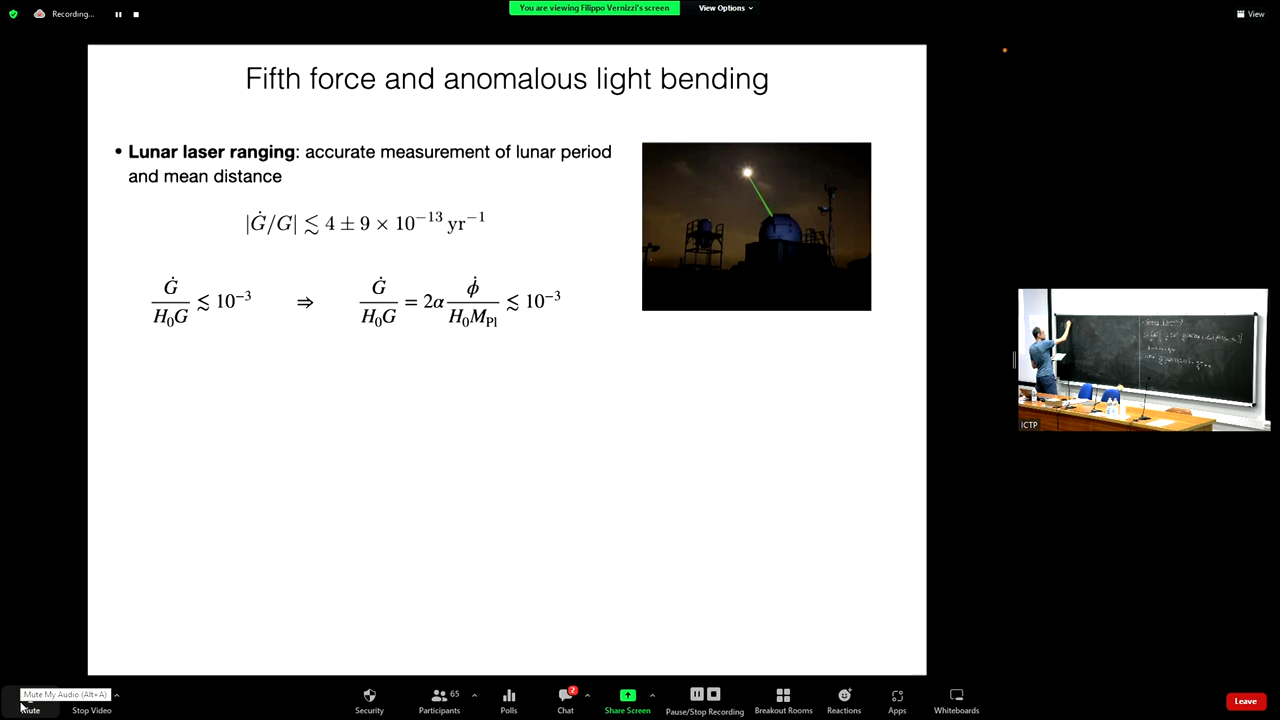 Recording...
You are viewing Filippo Vernizzi's screen
View Options
View
Fifth force and anomalous light bending
• Lunar laser ranging: accurate measurement of lunar period
and mean distance
|Ġ/G| ≲ 4 ± 9 × 10⁻¹³ yr⁻¹
Ġ/(H₀G) ≲ 10⁻³ ⇒ Ġ/(H₀G) = 2α ϕ̇/(H₀M_Pl) ≲ 10⁻³
ICTP
Mute My Audio (Alt+A)
Mute
Stop Video
Security
65
Participants
Polls
2
Chat
Share Screen
Pause/Stop Recording
Breakout Rooms
Reactions
Apps
Whiteboards
Leave